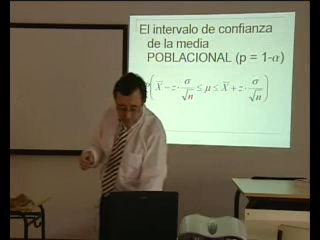 El intervalo de confianza
de la media
POBLACIONAL (p = 1-α)
P(X̄ - z · σ/√n ≤ μ ≤ X̄ + z · σ/√n)